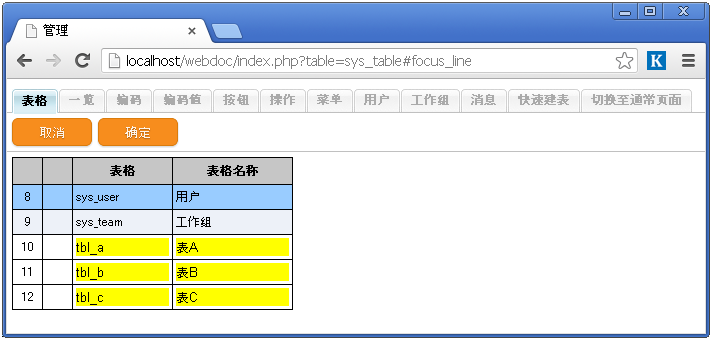 管理
localhost/webdoc/index.php?table=sys_table#focus_line
K
表格 一览 编码 编码值 按钮 操作 菜单 用户 工作组 消息 快速建表 切换至通常页面
取消 确定
表格 表格名称
8 sys_user 用户
9 sys_team 工作组
10 tbl_a 表A
11 tbl_b 表B
12 tbl_c 表C